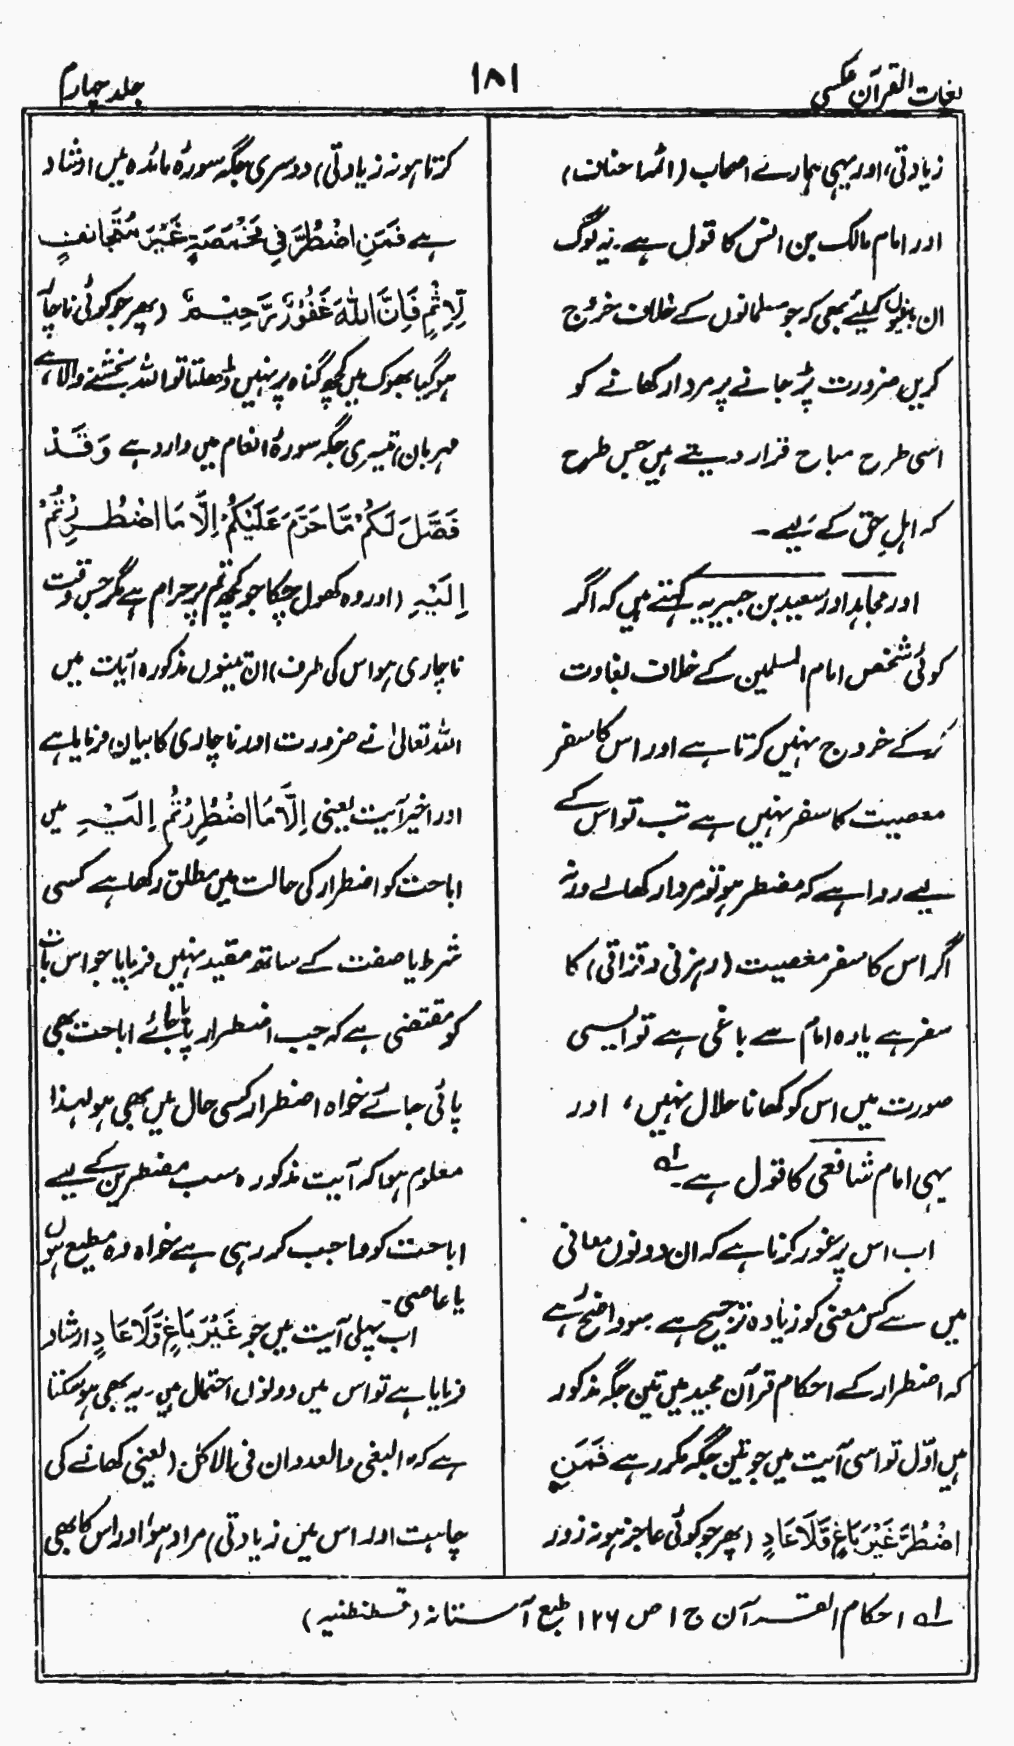 لغات القرآن عکسی
۱۸۱
جلد چہارم
زیادتی، اور یہی ہمارے اصحاب (ائمۂ احناف)
اور امام مالک بن انس کا قول ہے۔ یہ لوگ
ان باغیوں کیلئے بھی کہ جو مسلمانوں کے خلاف خروج
کریں ضرورت پڑ جانے پر مردار کھانے کو
اسی طرح مباح قرار دیتے ہیں جس طرح
کہ اہلِ حق کے لیے۔
اور مجاہد اور سعید بن جبیر یہ کہتے ہیں کہ اگر
کوئی شخص امام المسلمین کے خلاف بغاوت
کرکے خروج نہیں کرتا ہے اور اس کا سفر
معصیت کا سفر نہیں ہے تب تو اس کے
لیے روا ہے کہ مضطر ہو تو مردار کھالے ورنہ
اگر اس کا سفر معصیت (رہزنی و قزاقی) کا
سفر ہے یا وہ امام سے باغی ہے تو ایسی
صورت میں اس کو کھانا حلال نہیں، اور
یہی امام شافعی کا قول ہے۔ لہ
اب اس پر غور کرنا ہے کہ ان دونوں معانی
میں سے کس معنی کو زیادہ ترجیح ہے سو واضح رہے
کہ اضطرار کے احکام قرآن مجید میں تین جگہ مذکور
ہیں اوّل تو اسی آیت میں جو تین جگہ مکرر ہے فَمَنِ
اضْطُرَّ غَيْرَ بَاغٍ وَّلَا عَادٍ (پھر جو کوئی عاجز ہو نہ زور
کرتا ہو نہ زیادتی) دوسری جگہ سورہ مائدہ میں ارشاد
ہے فَمَنِ اضْطُرَّ فِي مَخْمَصَةٍ غَيْرَ مُتَجَانِفٍ
لِّاِثْمٍ فَاِنَّ اللّٰهَ غَفُوْرٌ رَّحِيْمٌ (پھر جو کوئی ناچار
ہوگیا بھوک میں کچھ گناہ پر نہیں ڈھلتا تو اللہ بخشنے والا ہے،
مہربان) تیسری جگہ سورۂ انعام میں وارد ہے وَقَدْ
فَصَّلَ لَكُمْ مَّا حَرَّمَ عَلَيْكُمْ اِلَّا مَا اضْطُرِرْتُمْ
اِلَيْهِ (اور وہ کھول چکا جو کچھ تم پر حرام ہے مگر جس وقت
ناچاری ہو اس کی طرف) ان تینوں مذکورہ آیات میں
اللہ تعالیٰ نے ضرورت اور ناچاری کا بیان فرمایا ہے
اور اخیر آیت یعنی اِلَّا مَا اضْطُرِرْتُمْ اِلَيْهِ میں
اباحت کو اضطرار کی حالت میں مطلق رکھا ہے کسی
شرط یا صفت کے ساتھ مقید نہیں فرمایا جو اس بات
کو مقتضی ہے کہ جب اضطرار پایا جائے اباحت بھی
پائی جائے خواہ اضطرار کسی حال میں بھی ہو لہذا
معلوم ہوا کہ آیت مذکورہ سب مضطرین کے لیے
اباحت کو واجب کر رہی ہے خواہ وہ مطیع ہوں
یا عاصی۔
اب پہلی آیت میں جو غَيْرَ بَاغٍ وَّلَا عَادٍ ارشاد
فرمایا ہے تو اس میں دونوں احتمال ہیں۔ یہ بھی ہو سکتا
ہے کہ البغی والعدوان فی الاکل (یعنی کھانے کی
چاہت اور اس میں زیادتی) مراد ہو، اور اس کا بھی
لہ احکام القرآن ج ۱ ص ۱۲۶ طبع آستانہ (قسطنطنیہ)